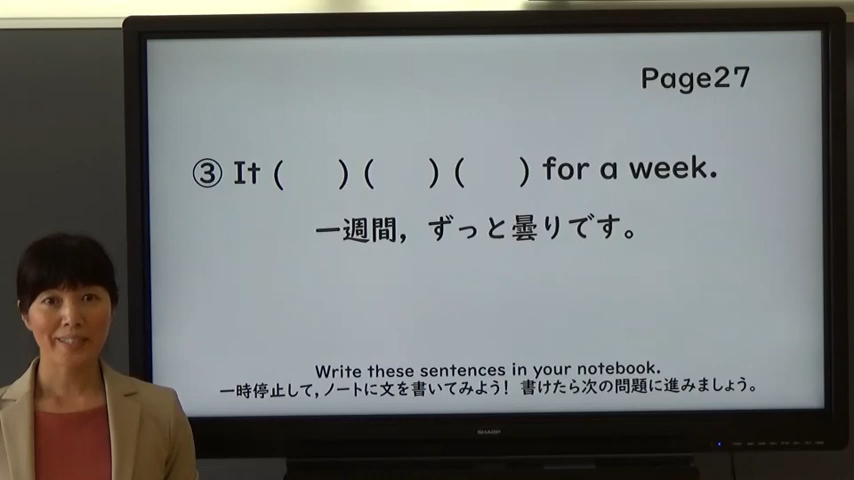 Page27
③ It (　　) (　　) (　　) for a week.
一週間，ずっと曇りです。
Write these sentences in your notebook.
一時停止して，ノートに文を書いてみよう！ 書けたら次の問題に進みましょう。
SHARP